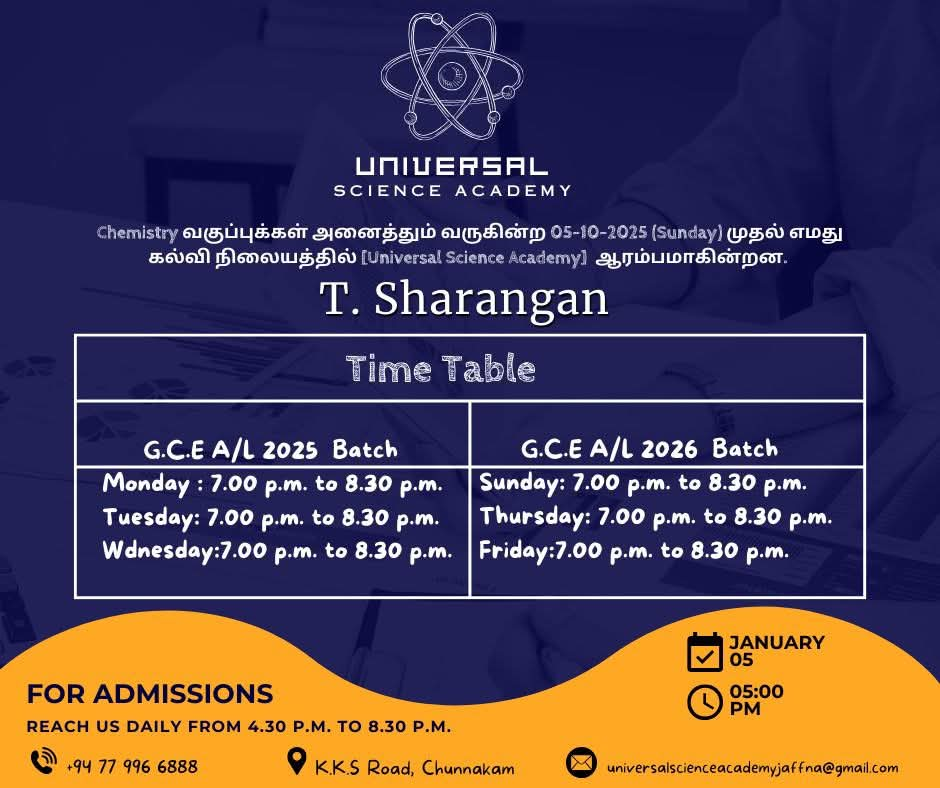 UNIVERSAL
SCIENCE ACADEMY
Chemistry வகுப்புக்கள் அனைத்தும் வருகின்ற 05-10-2025 (Sunday) முதல் எமது
கல்வி நிலையத்தில் [Universal Science Academy] ஆரம்பமாகின்றன.
T. Sharangan
Time Table
G.C.E A/L 2025 Batch
Monday : 7.00 p.m. to 8.30 p.m.
Tuesday: 7.00 p.m. to 8.30 p.m.
Wdnesday:7.00 p.m. to 8.30 p.m.
G.C.E A/L 2026 Batch
Sunday: 7.00 p.m. to 8.30 p.m.
Thursday: 7.00 p.m. to 8.30 p.m.
Friday:7.00 p.m. to 8.30 p.m.
JANUARY
05
05:00
PM
FOR ADMISSIONS
REACH US DAILY FROM 4.30 P.M. TO 8.30 P.M.
+94 77 996 6888
K.K.S Road, Chunnakam
universalscienceacademyjaffna@gmail.com